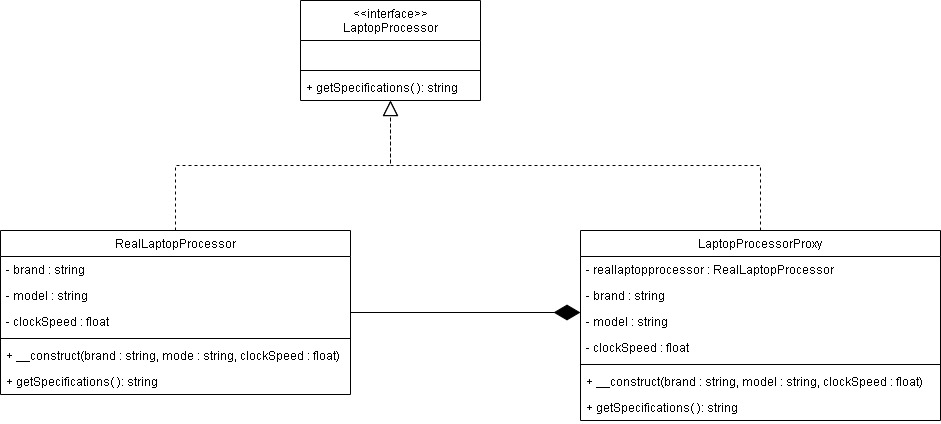 <<interface>>
LaptopProcessor
+ getSpecifications( ): string
RealLaptopProcessor
- brand : string
- model : string
- clockSpeed : float
+ __construct(brand : string, mode : string, clockSpeed : float)
+ getSpecifications( ): string
LaptopProcessorProxy
- reallaptopprocessor : RealLaptopProcessor
- brand : string
- model : string
- clockSpeed : float
+ __construct(brand : string, model : string, clockSpeed : float)
+ getSpecifications( ): string